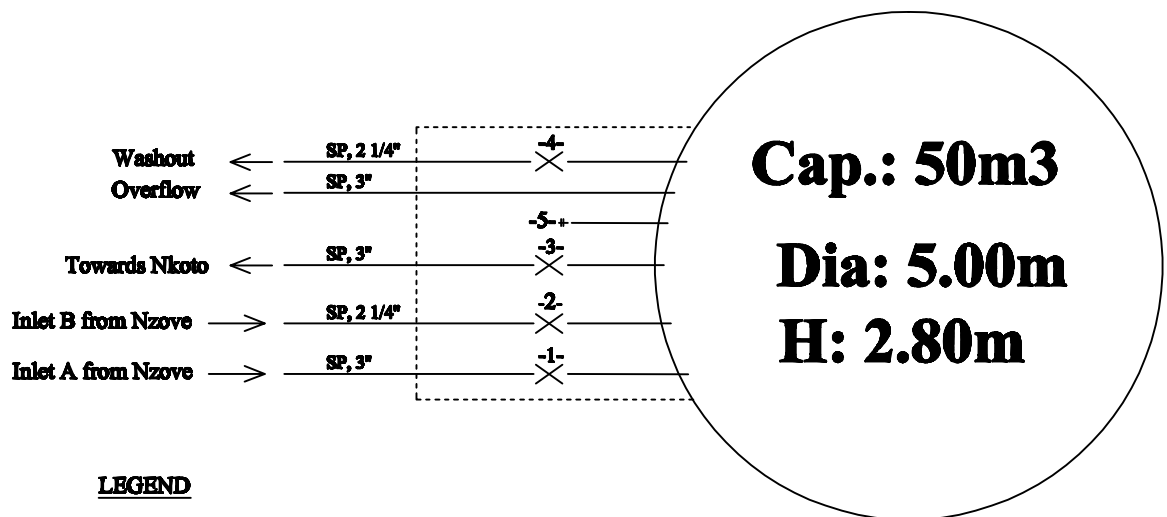 Washout SP, 2 1/4" -4-
Overflow SP, 3"
-5-
Towards Nkoto SP, 3" -3-
Inlet B from Nzove SP, 2 1/4" -2-
Inlet A from Nzove SP, 3" -1-
Cap.: 50m3
Dia: 5.00m
H: 2.80m
LEGEND